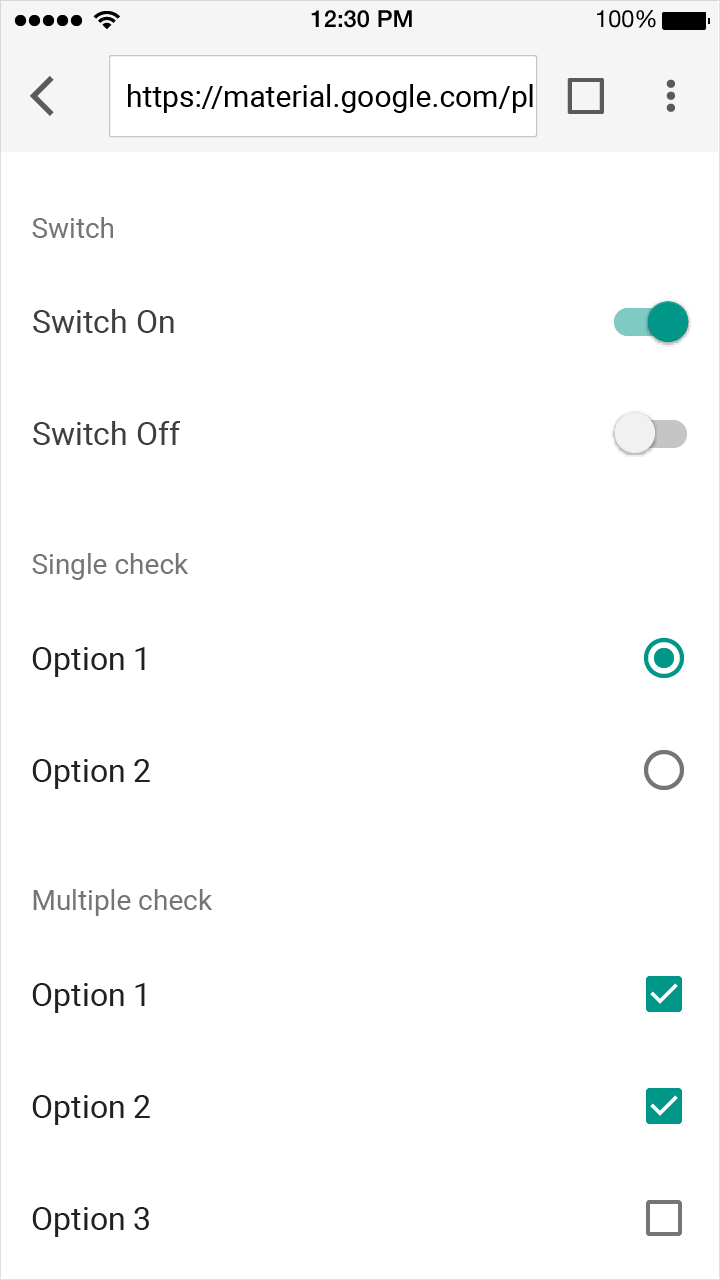 12:30 PM
100%
https://material.google.com/pl
Switch
Switch On
Switch Off
Single check
Option 1
Option 2
Multiple check
Option 1
Option 2
Option 3